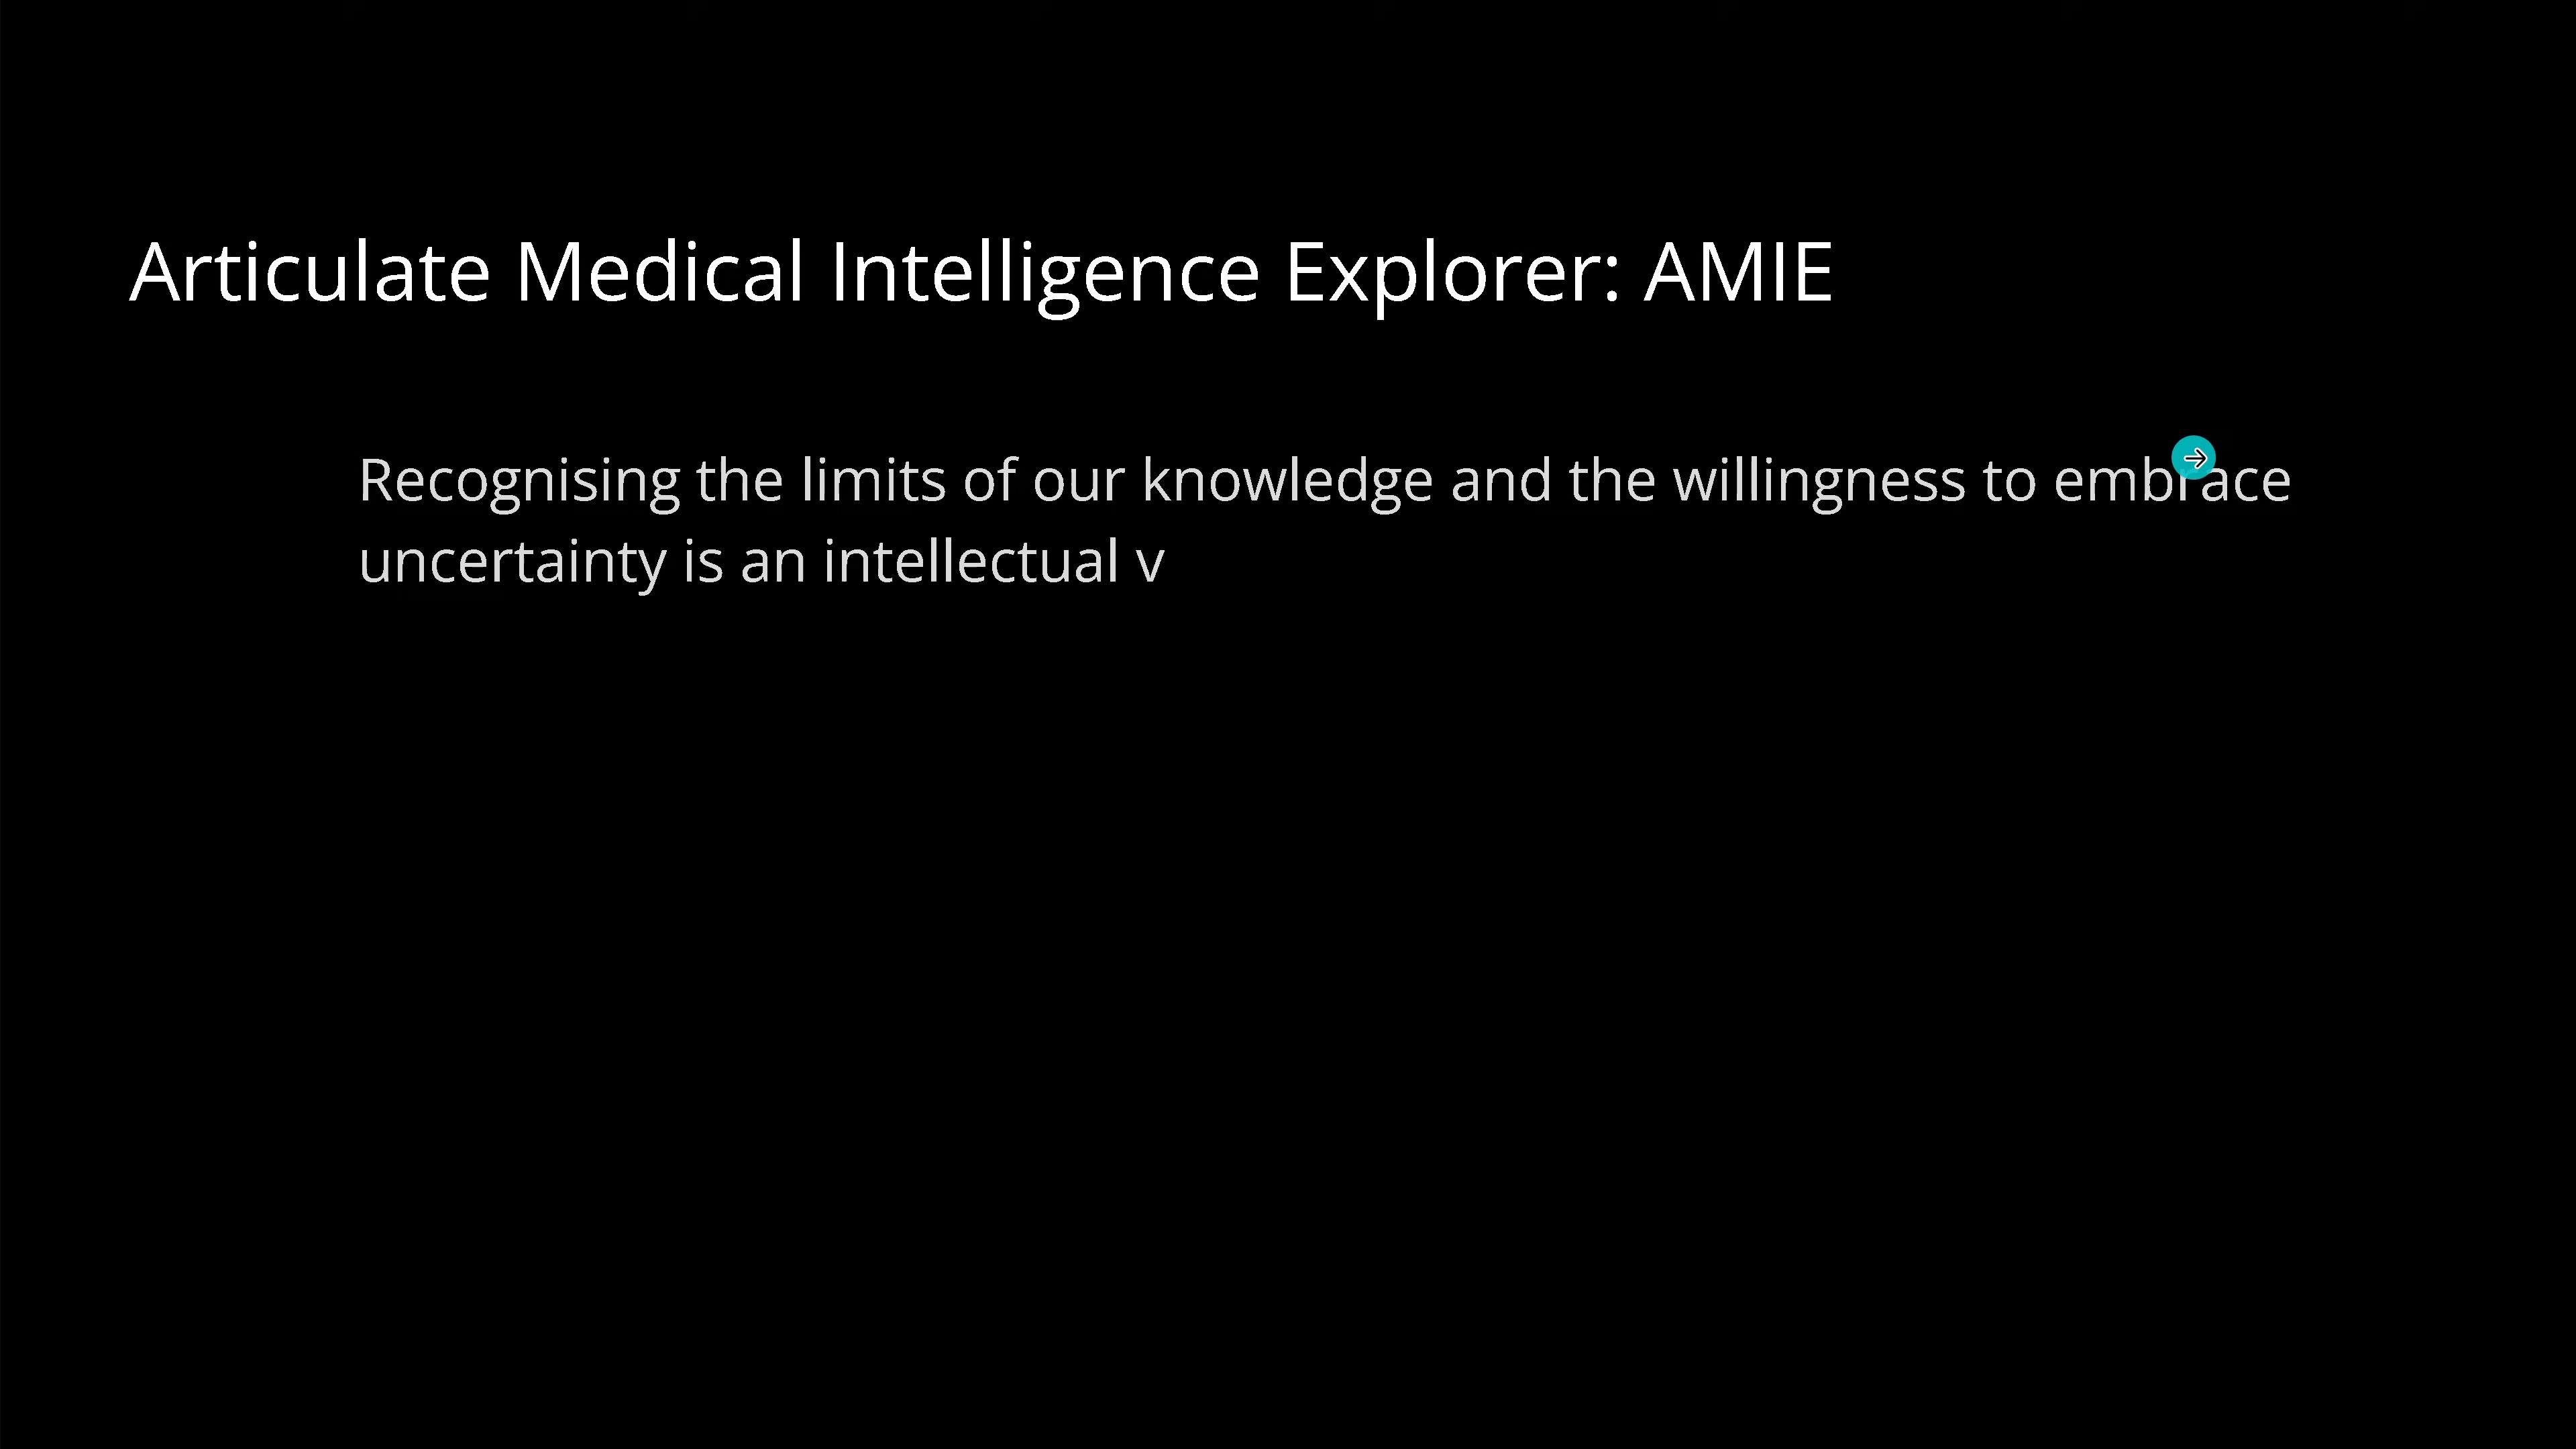 Articulate Medical Intelligence Explorer: AMIE
Recognising the limits of our knowledge and the willingness to embrace
uncertainty is an intellectual v